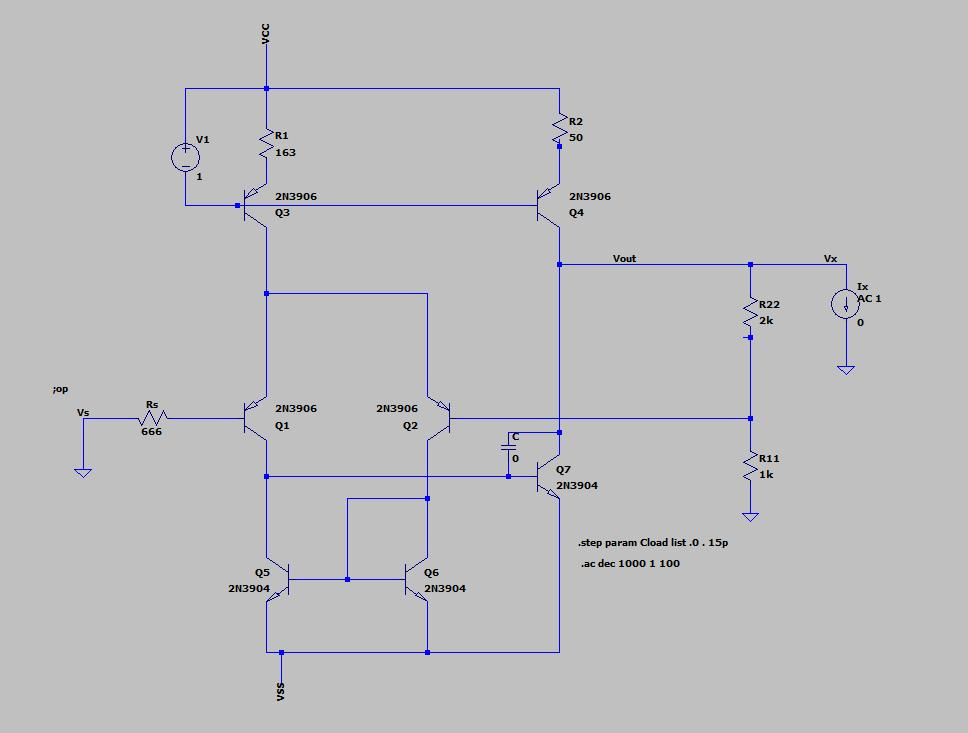 VCC
V1
1
R1
163
R2
50
2N3906
Q3
2N3906
Q4
Vout
Vx
Ix
AC 1
0
R22
2k
;op
Vs
Rs
666
2N3906
Q1
2N3906
Q2
C
0
Q7
2N3904
R11
1k
.step param Cload list .0 . 15p
.ac dec 1000 1 100
Q5
2N3904
Q6
2N3904
VSS